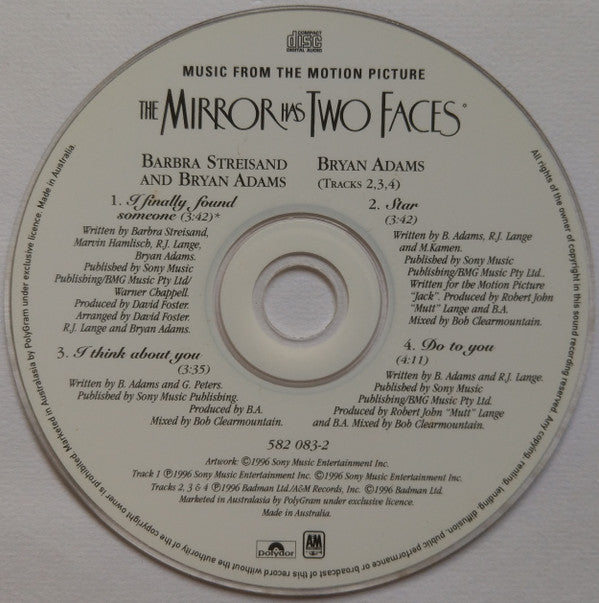 COMPACT
disc
DIGITAL AUDIO
MUSIC FROM THE MOTION PICTURE
THE MIRROR HAS TWO FACES
BARBRA STREISAND
AND BRYAN ADAMS
1. I finally found
someone (3:42)*
Written by Barbra Streisand,
Marvin Hamlisch, R.J. Lange,
Bryan Adams.
Published by Sony Music
Publishing/BMG Music Pty Ltd/
Warner Chappell.
Produced by David Foster.
Arranged by David Foster.
R.J. Lange and Bryan Adams.
BRYAN ADAMS
(TRACKS 2,3,4)
2. Star
(3:42)
Written by B. Adams, R.J. Lange
and M.Kamen.
Published by Sony Music
Publishing/BMG Music Pty Ltd..
Written for the Motion Picture
"Jack". Produced by Robert John
"Mutt" Lange and B.A.
Mixed by Bob Clearmountain.
3. I think about you
(3:35)
Written by B. Adams and G. Peters.
Published by Sony Music Publishing.
Produced by B.A.
Mixed by Bob Clearmountain.
4. Do to you
(4:11)
Written by B. Adams and R.J. Lange.
Published by Sony Music
Publishing/BMG Music Pty Ltd.
Produced by Robert John "Mutt" Lange
and B.A. Mixed by Bob Clearmountain.
582 083-2
Artwork: ©1996 Sony Music Entertainment Inc.
Track 1 ℗1996 Sony Music Entertainment Inc. ©1996 Sony Music Entertainment Inc.
Tracks 2, 3 & 4 ℗1996 Badman Ltd./A&M Records, Inc. ©1996 Badman Ltd.
Marketed in Australasia by PolyGram under exclusive licence.
Made in Australia.
polydor
A&M
All rights of the owner of copyright in this sound recording reserved. Any copying, renting, lending, diffusion, public performance or broadcast of this record without the authority of the copyright owner is prohibited. Marketed in Australasia by PolyGram under exclusive licence. Made in Australia.